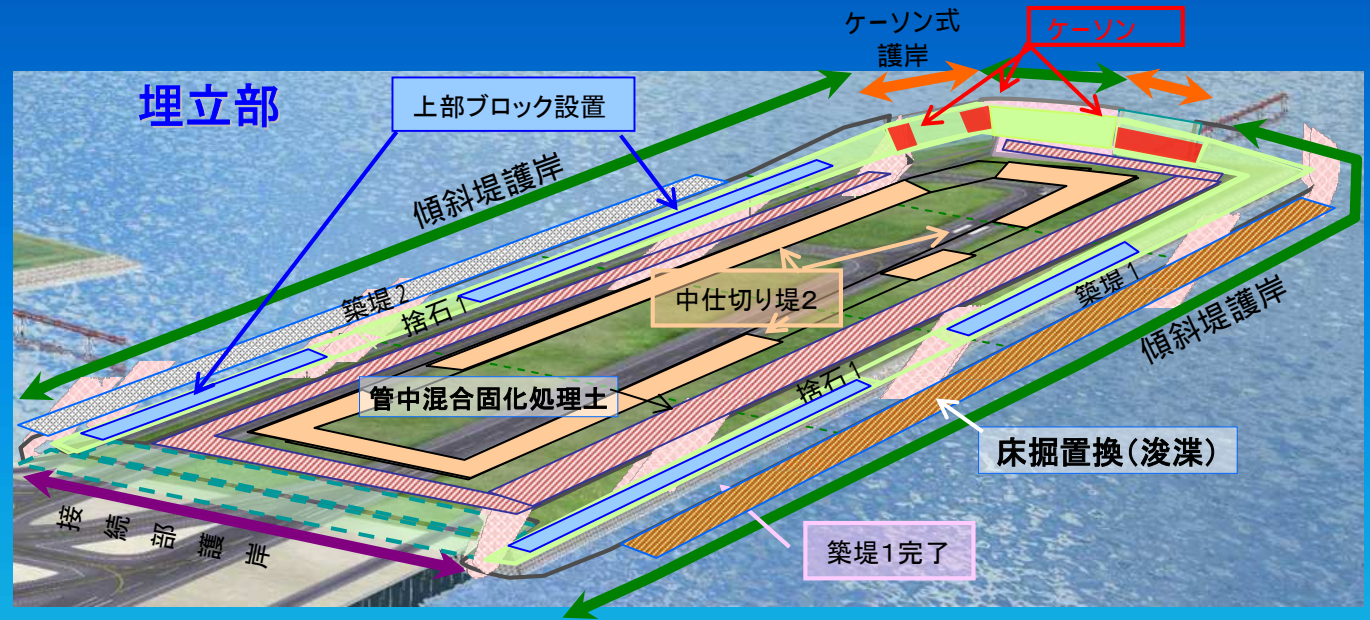 ケーソン式
護岸
ケーソン
埋立部
上部ブロック設置
傾斜堤護岸
築堤2
捨石1
中仕切り堤2
築堤1
傾斜堤護岸
管中混合固化処理土
捨石1
床掘置換(浚渫)
接続部護岸
築堤1完了